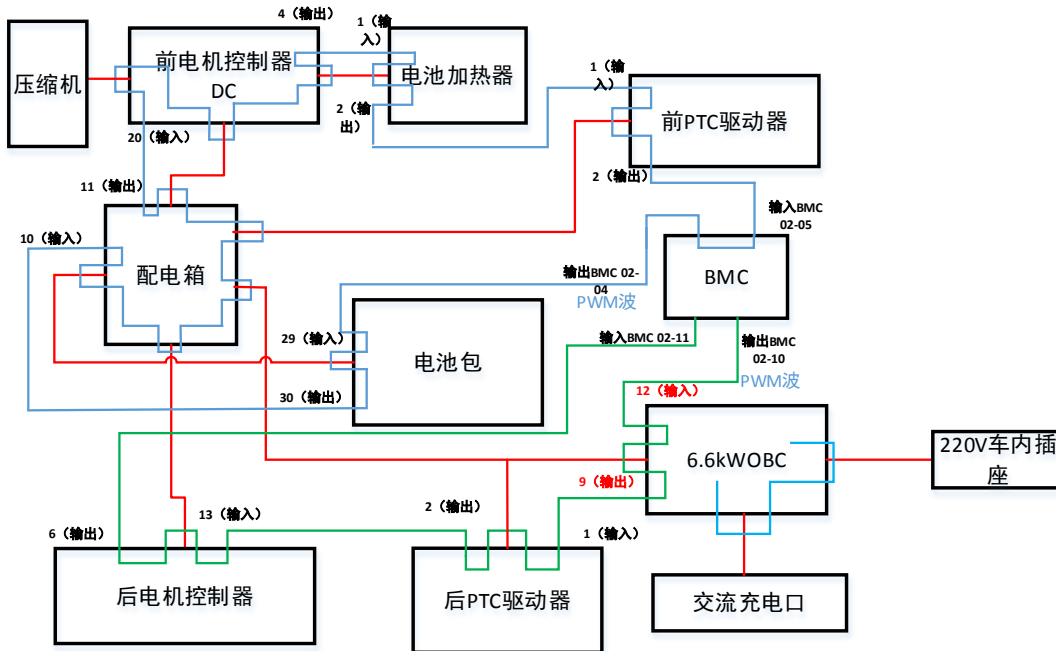 4（输出）
1（输
入）
压缩机
前电机控制器
DC
电池加热器
2（输
出）
1（输
入）
前PTC驱动器
20（输入）
2（输出）
11（输出）
输入BMC
02-05
10（输入）
配电箱
输出BMC 02-
04
PWM波
BMC
29（输入）
电池包
30（输出）
输入BMC 02-11
输出BMC
02-10
PWM波
12（输入）
6.6kWOBC
9（输出）
220V车内插
座
6（输出）
13（输入）
2（输出）
1（输入）
后电机控制器
后PTC驱动器
交流充电口